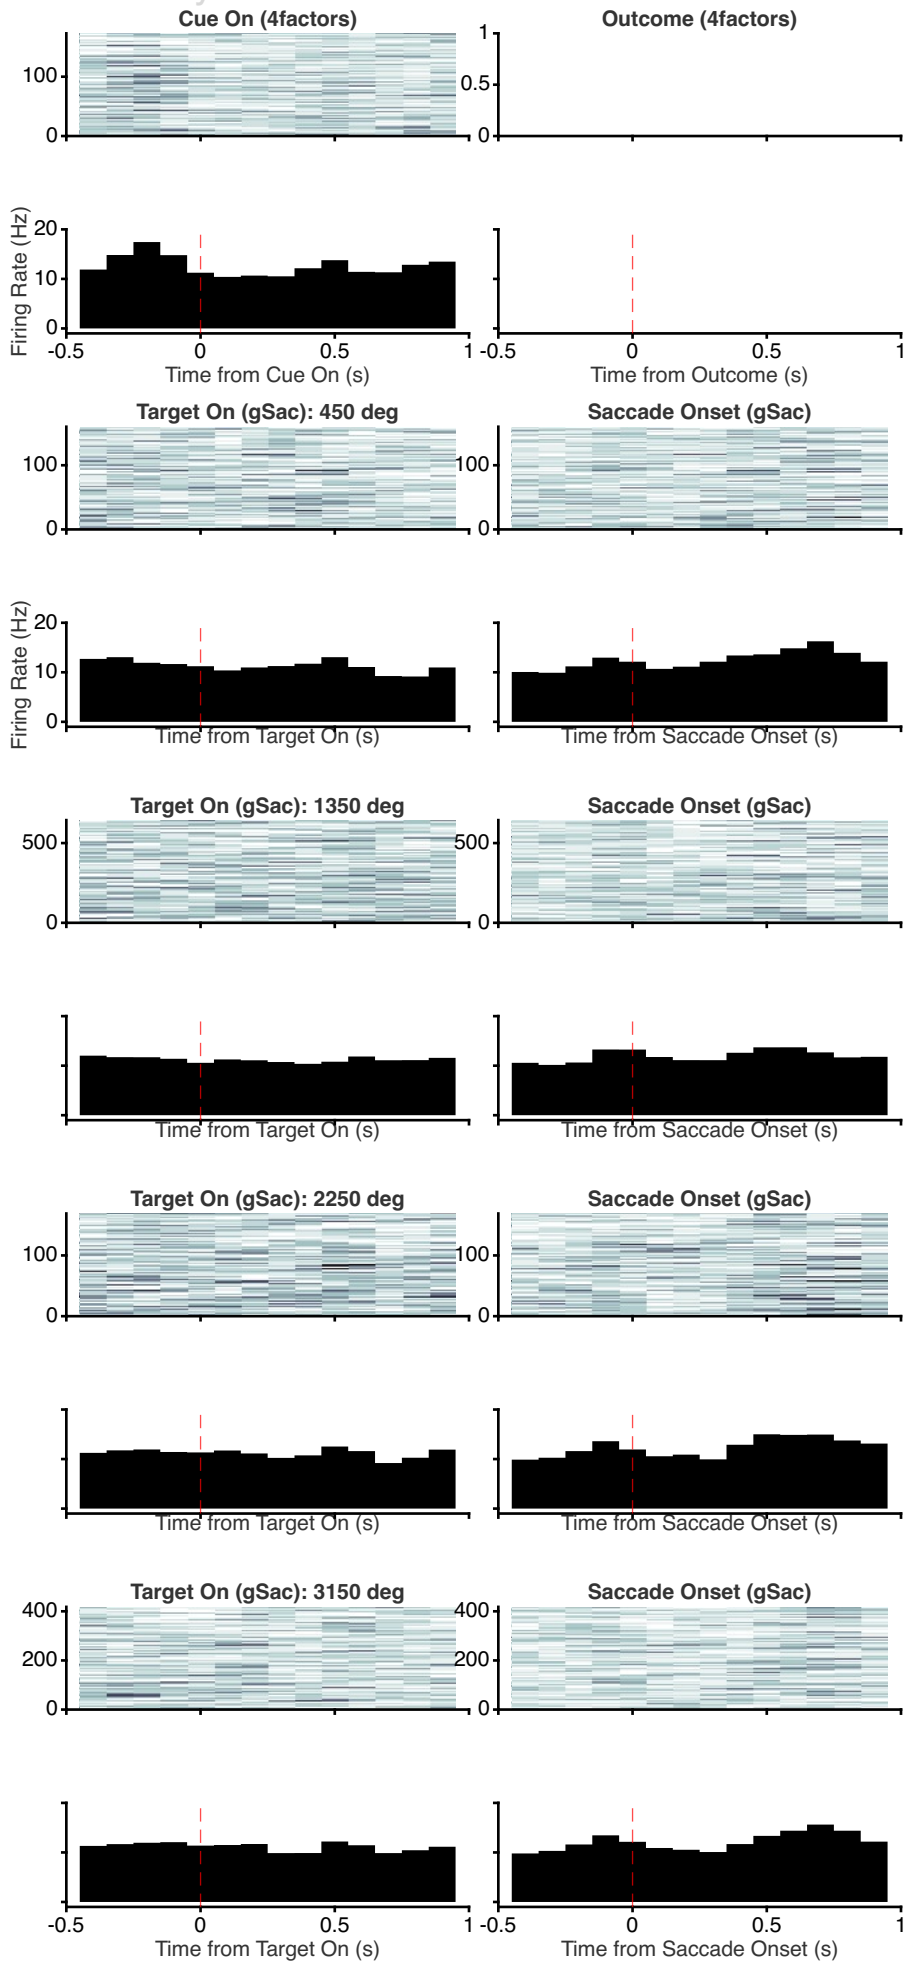 Cue On (4factors) Outcome (4factors)
100
0
1
0.5
0
Firing Rate (Hz)
20
10
0
-0.5 0 0.5 1 -0.5 0 0.5 1
Time from Cue On (s) Time from Outcome (s)
Target On (gSac): 450 deg Saccade Onset (gSac)
100 100
0 0
Firing Rate (Hz)
20
10
0
Time from Target On (s) Time from Saccade Onset (s)
Target On (gSac): 1350 deg Saccade Onset (gSac)
500 500
0 0
Time from Target On (s) Time from Saccade Onset (s)
Target On (gSac): 2250 deg Saccade Onset (gSac)
100 100
0 0
Time from Target On (s) Time from Saccade Onset (s)
Target On (gSac): 3150 deg Saccade Onset (gSac)
400 400
200 200
0 0
-0.5 0 0.5 1 -0.5 0 0.5 1
Time from Target On (s) Time from Saccade Onset (s)